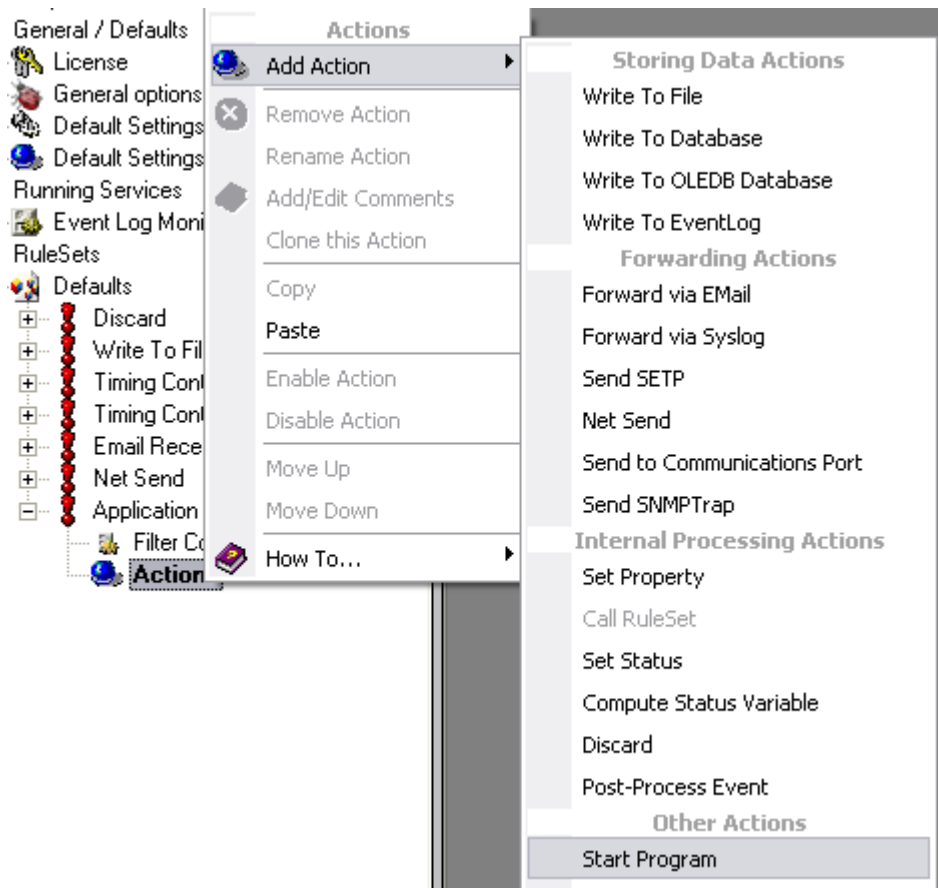 General / Defaults
License
General options
Default Settings
Default Settings
Running Services
Event Log Moni
RuleSets
Defaults
Discard
Write To Fil
Timing Cont
Timing Cont
Email Rece
Net Send
Application
Filter Co
Action
Actions
Add Action
Remove Action
Rename Action
Add/Edit Comments
Clone this Action
Copy
Paste
Enable Action
Disable Action
Move Up
Move Down
How To...
Storing Data Actions
Write To File
Write To Database
Write To OLEDB Database
Write To EventLog
Forwarding Actions
Forward via EMail
Forward via Syslog
Send SETP
Net Send
Send to Communications Port
Send SNMPTrap
Internal Processing Actions
Set Property
Call RuleSet
Set Status
Compute Status Variable
Discard
Post-Process Event
Other Actions
Start Program